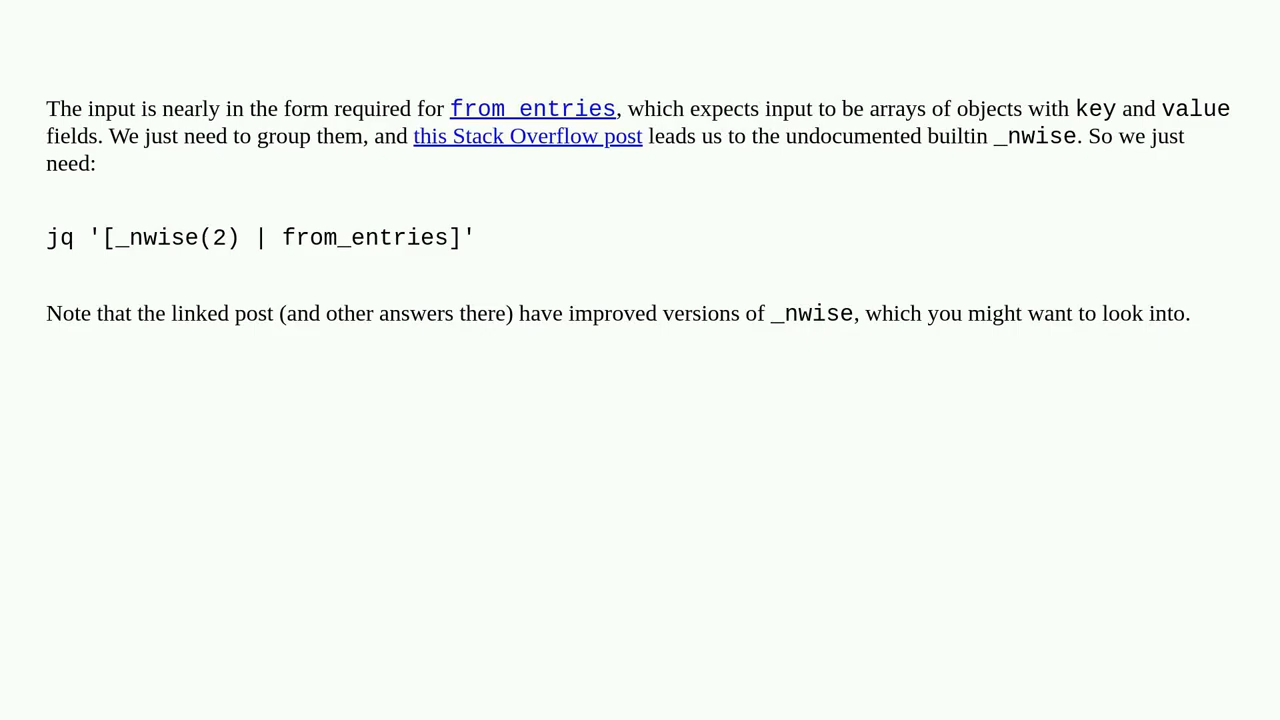 The input is nearly in the form required for from_entries, which expects input to be arrays of objects with key and value
fields. We just need to group them, and this Stack Overflow post leads us to the undocumented builtin _nwise. So we just
need:
jq '[_nwise(2) | from_entries]'
Note that the linked post (and other answers there) have improved versions of _nwise, which you might want to look into.